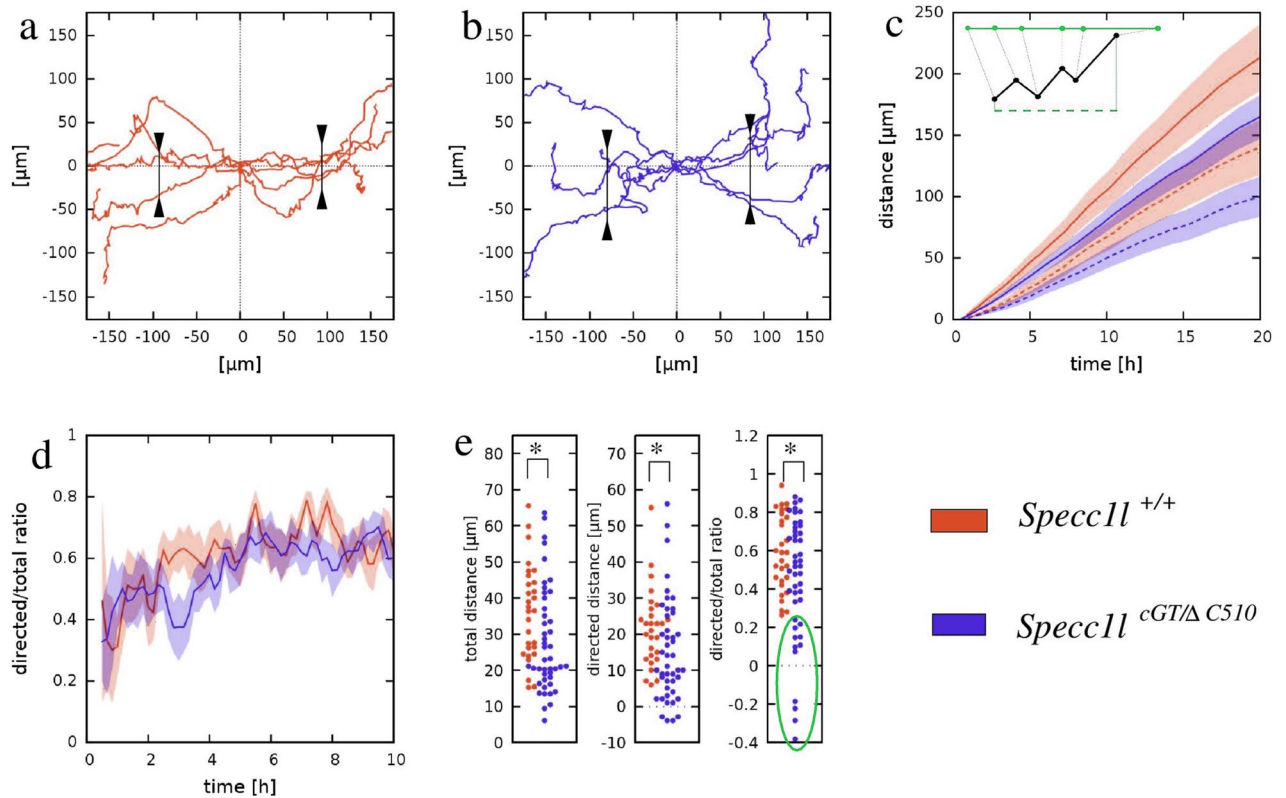 a
150
100
50
0
-50
-100
-150
[µm]
-150 -100 -50 0 50 100 150
[µm]
b
150
100
50
0
-50
-100
-150
[µm]
-150 -100 -50 0 50 100 150
[µm]
c
250
200
150
100
50
0
distance [µm]
0 5 10 15 20
time [h]
d
1
0.8
0.6
0.4
0.2
0
directed/total ratio
0 2 4 6 8 10
time [h]
e
80
70
60
50
40
30
20
10
0
total distance [µm]
*
70
60
50
40
30
20
10
0
-10
directed distance [µm]
*
1.2
1
0.8
0.6
0.4
0.2
0
-0.2
-0.4
directed/total ratio
*
Specc1l +/+
Specc1l cGT/Δ C510